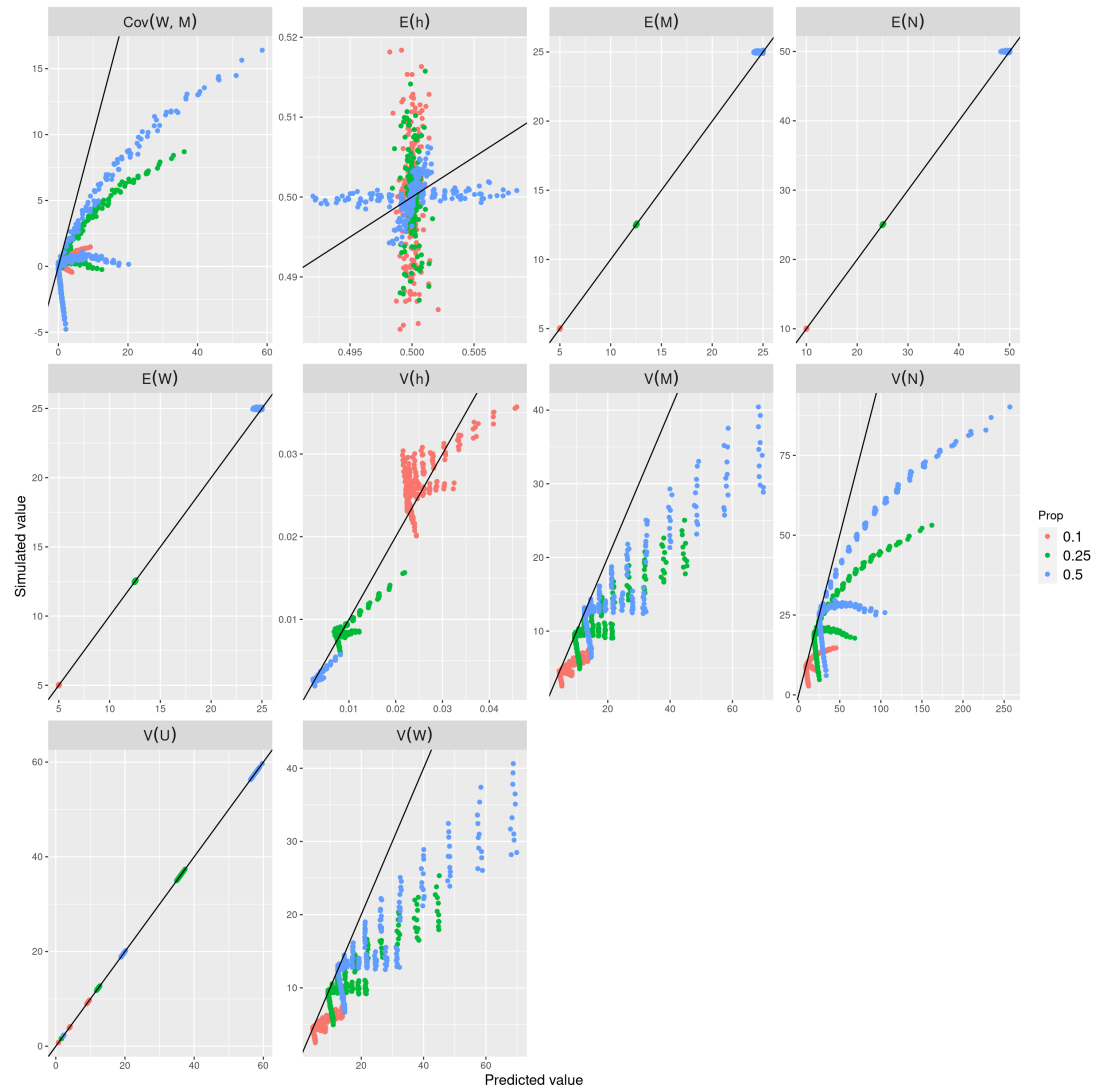 Cov(W, M) E(h) E(M) E(N)
15
10
5
0
-5
0 20 40 60
0.52
0.51
0.50
0.49
0.495 0.500 0.505
25
20
15
10
5
5 10 15 20 25
50
40
30
20
10
10 20 30 40 50
E(W) V(h) V(M) V(N)
25
20
15
10
5
5 10 15 20 25
0.03
0.02
0.01
0.01 0.02 0.03 0.04
40
30
20
10
20 40 60
75
50
25
0
0 50 100 150 200 250
V(U) V(W)
60
40
20
0
0 20 40 60
40
30
20
10
20 40 60
Simulated value
Predicted value
Prop
0.1
0.25
0.5